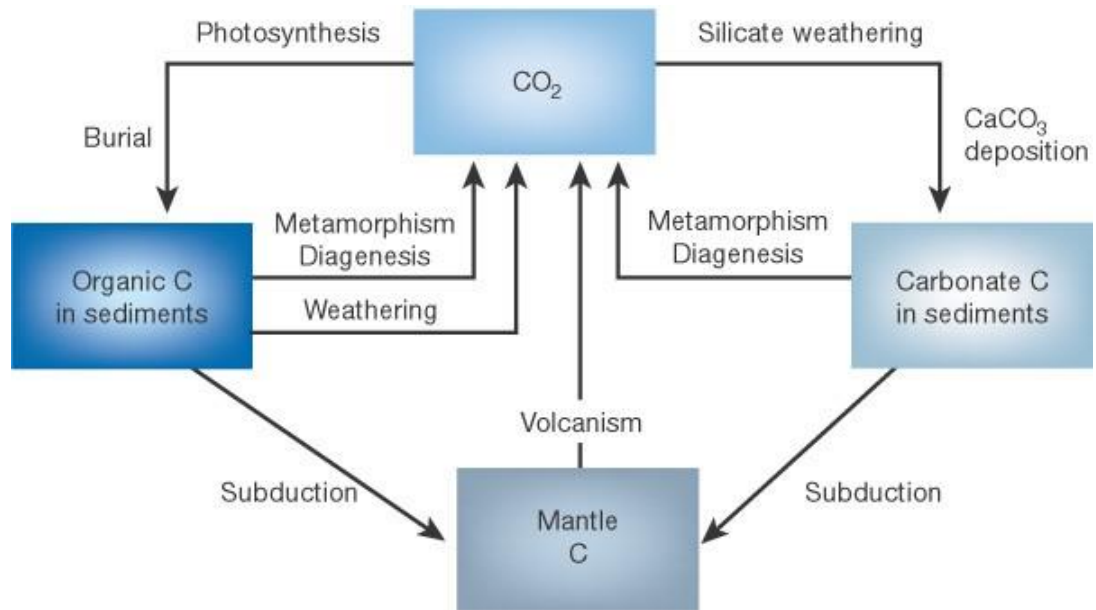 Photosynthesis
Silicate weathering
CO₂
Burial
CaCO₃
deposition
Metamorphism
Diagenesis
Metamorphism
Diagenesis
Organic C
in sediments
Weathering
Carbonate C
in sediments
Volcanism
Subduction
Subduction
Mantle
C